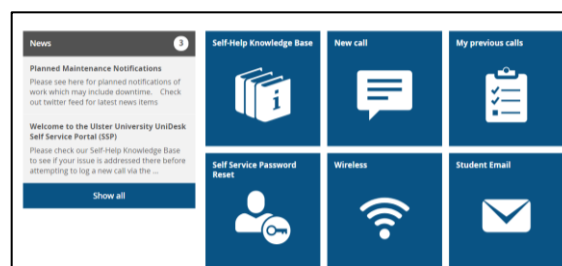 News 3
Planned Maintenance Notifications
Please see here for planned notifications of
work which may include downtime. Check
out twitter feed for latest news items
Welcome to the Ulster University UniDesk
Self Service Portal (SSP)
Please check our Self-Help Knowledge Base
to see if your issue is addressed there before
attempting to log a new call via the ...
Show all
Self-Help Knowledge Base
New call
My previous calls
Self Service Password
Reset
Wireless
Student Email